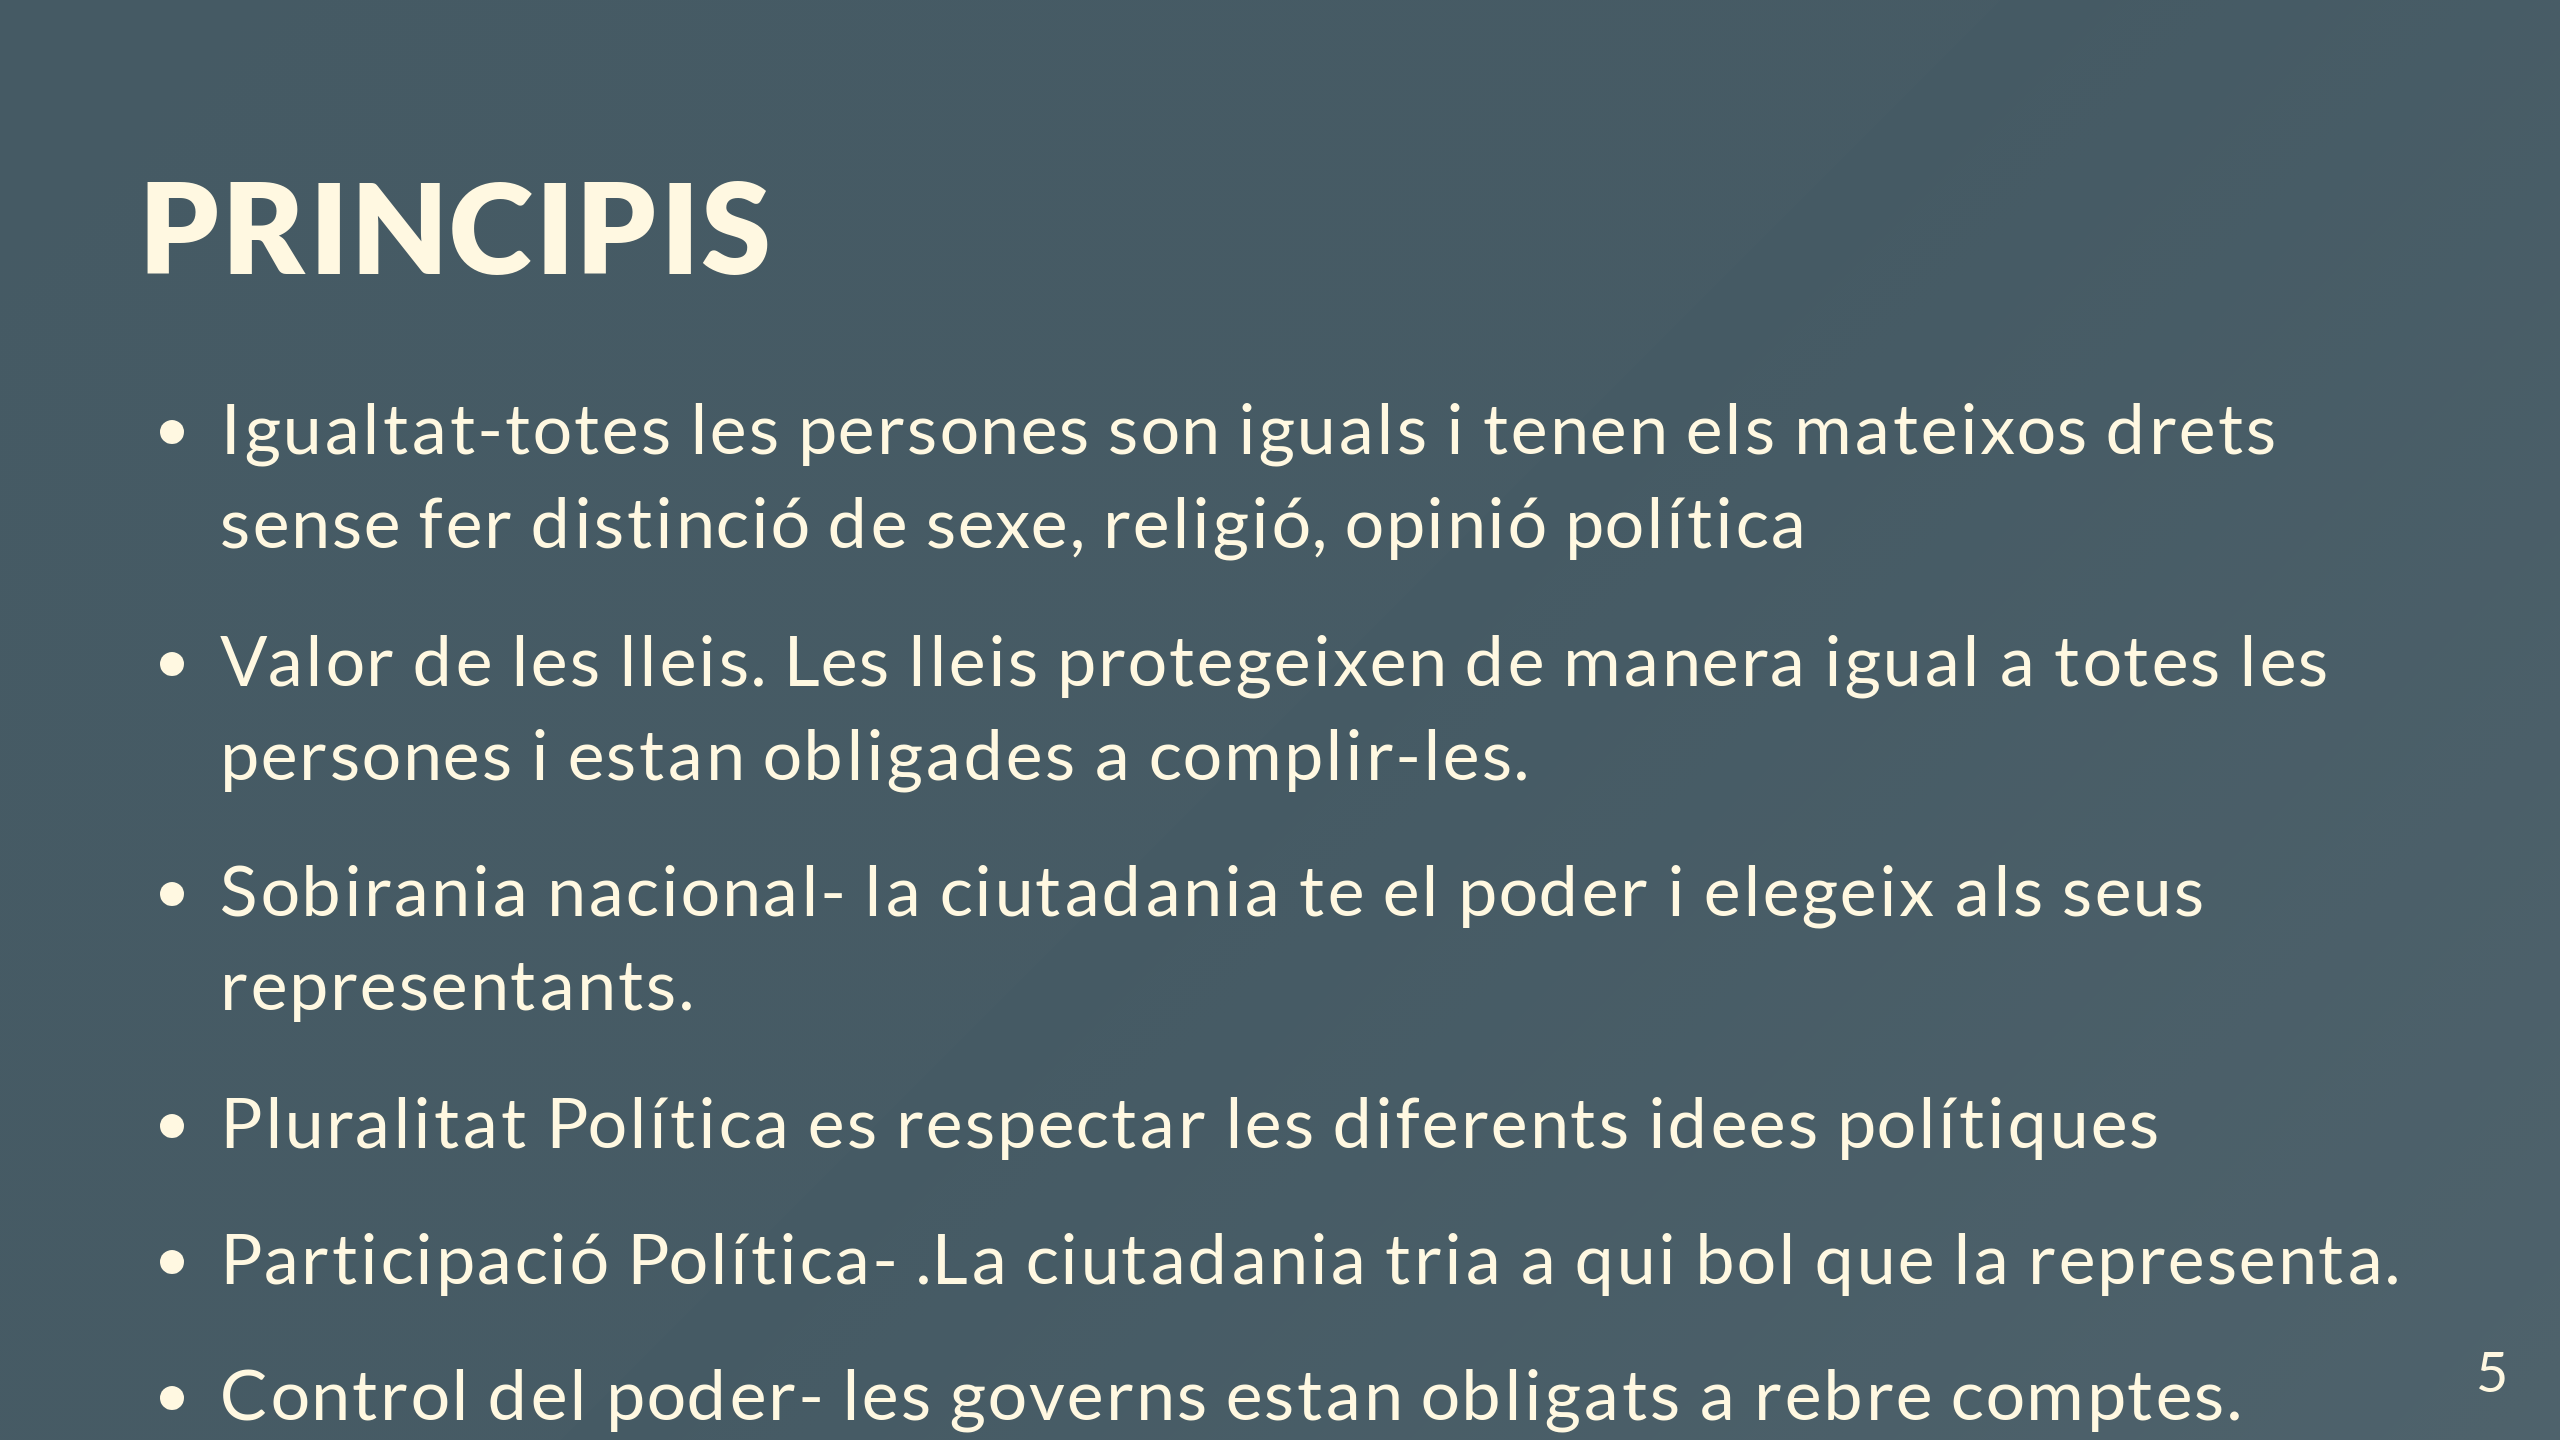 PRINCIPIS
• Igualtat-totes les persones son iguals i tenen els mateixos drets
sense fer distinció de sexe, religió, opinió política
• Valor de les lleis. Les lleis protegeixen de manera igual a totes les
persones i estan obligades a complir-les.
• Sobirania nacional- la ciutadania te el poder i elegeix als seus
representants.
• Pluralitat Política es respectar les diferents idees polítiques
• Participació Política- .La ciutadania tria a qui bol que la representa.
• Control del poder- les governs estan obligats a rebre comptes.
5